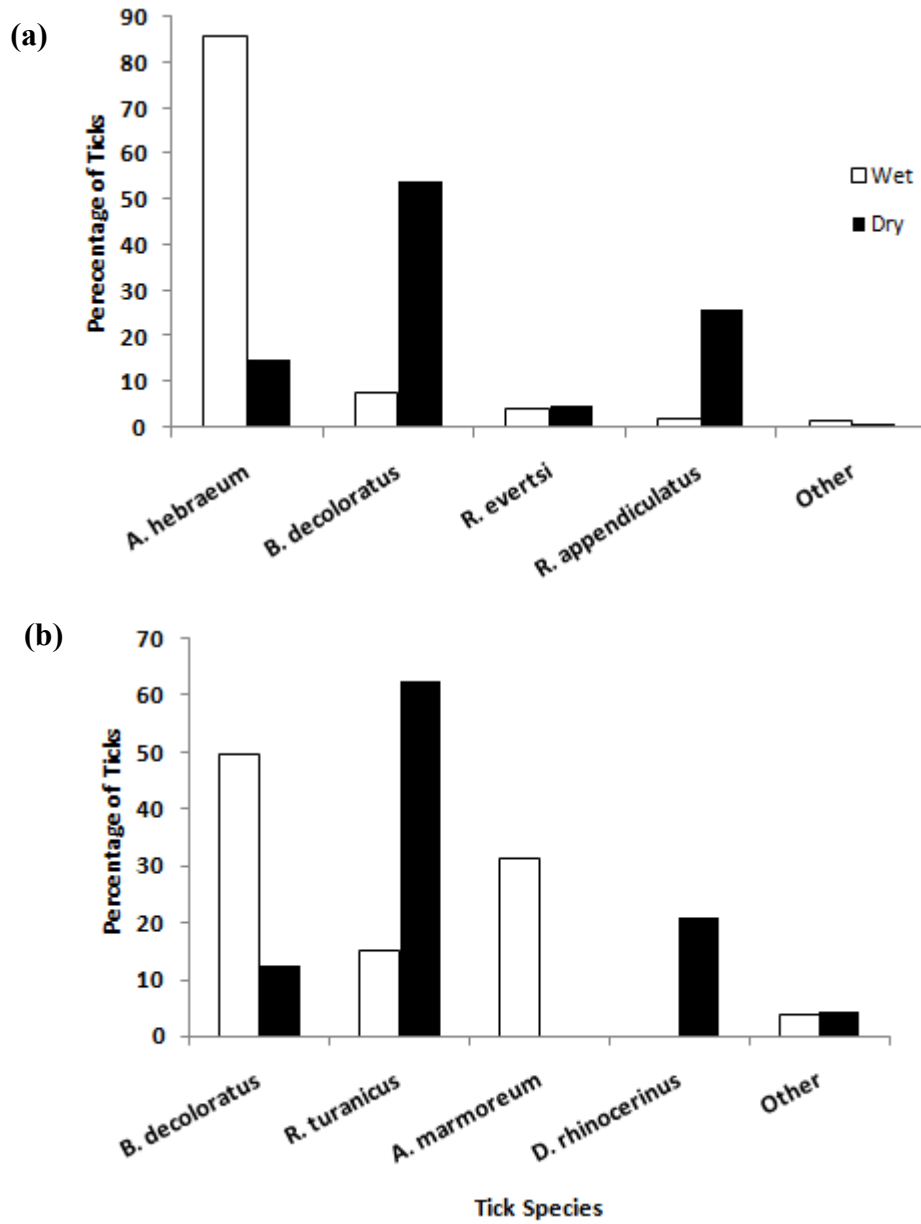 (a)
90
80
70
60
50
40
30
20
10
0
Perecentage of Ticks
Wet
Dry
A. hebraeum
B. decoloratus
R. evertsi
R. appendiculatus
Other
(b)
70
60
50
40
30
20
10
0
Percentage of Ticks
B. decoloratus
R. turanicus
A. marmoreum
D. rhinocerinus
Other
Tick Species